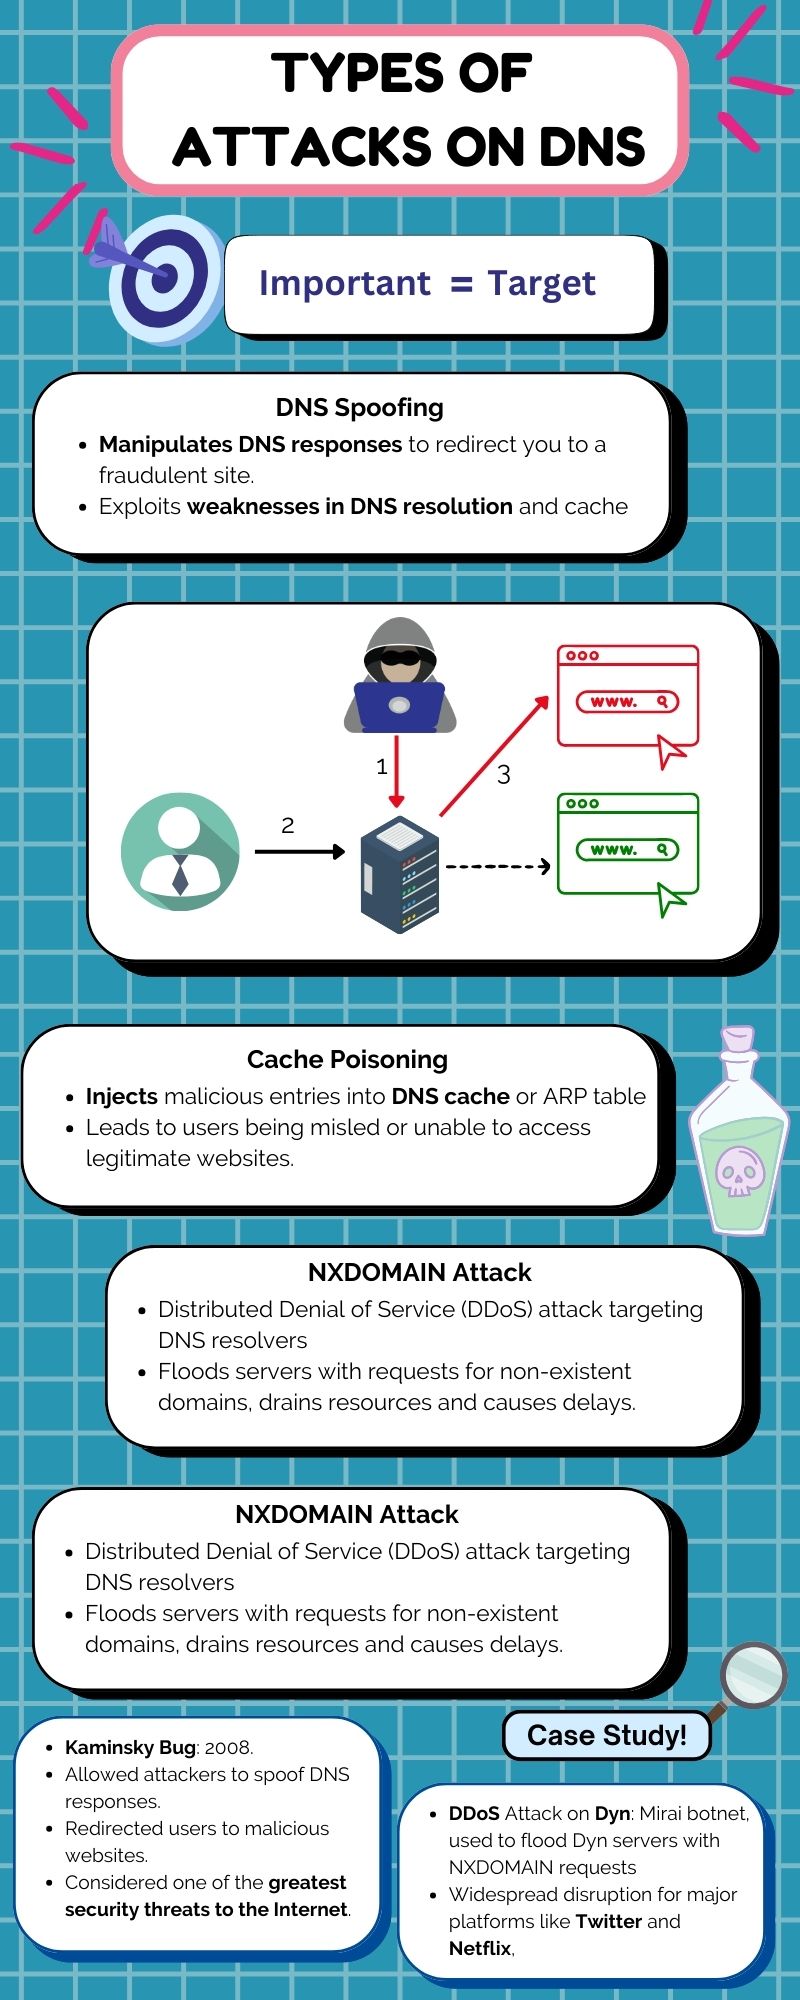 TYPES OF
ATTACKS ON DNS
Important = Target
DNS Spoofing
• Manipulates DNS responses to redirect you to a
fraudulent site.
• Exploits weaknesses in DNS resolution and cache
www.
1
3
2
www.
Cache Poisoning
• Injects malicious entries into DNS cache or ARP table
• Leads to users being misled or unable to access
legitimate websites.
NXDOMAIN Attack
• Distributed Denial of Service (DDoS) attack targeting
DNS resolvers
• Floods servers with requests for non-existent
domains, drains resources and causes delays.
NXDOMAIN Attack
• Distributed Denial of Service (DDoS) attack targeting
DNS resolvers
• Floods servers with requests for non-existent
domains, drains resources and causes delays.
• Kaminsky Bug: 2008.
• Allowed attackers to spoof DNS
responses.
• Redirected users to malicious
websites.
• Considered one of the greatest
security threats to the Internet.
Case Study!
• DDoS Attack on Dyn: Mirai botnet,
used to flood Dyn servers with
NXDOMAIN requests
• Widespread disruption for major
platforms like Twitter and
Netflix,